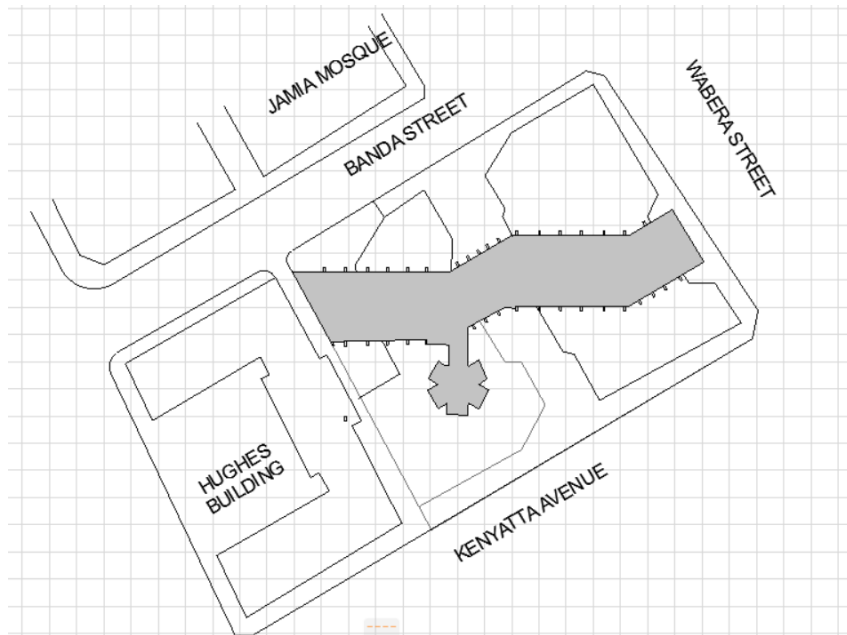 JAMIA MOSQUE
BANDA STREET
WABERA STREET
HUGHES
BUILDING
KENYATTA AVENUE